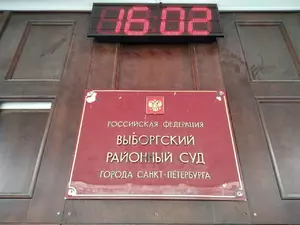 16:02
РОССИЙСКАЯ ФЕДЕРАЦИЯ
ВЫБОРГСКИЙ
РАЙОННЫЙ СУД
ГОРОДА САНКТ-ПЕТЕРБУРГА